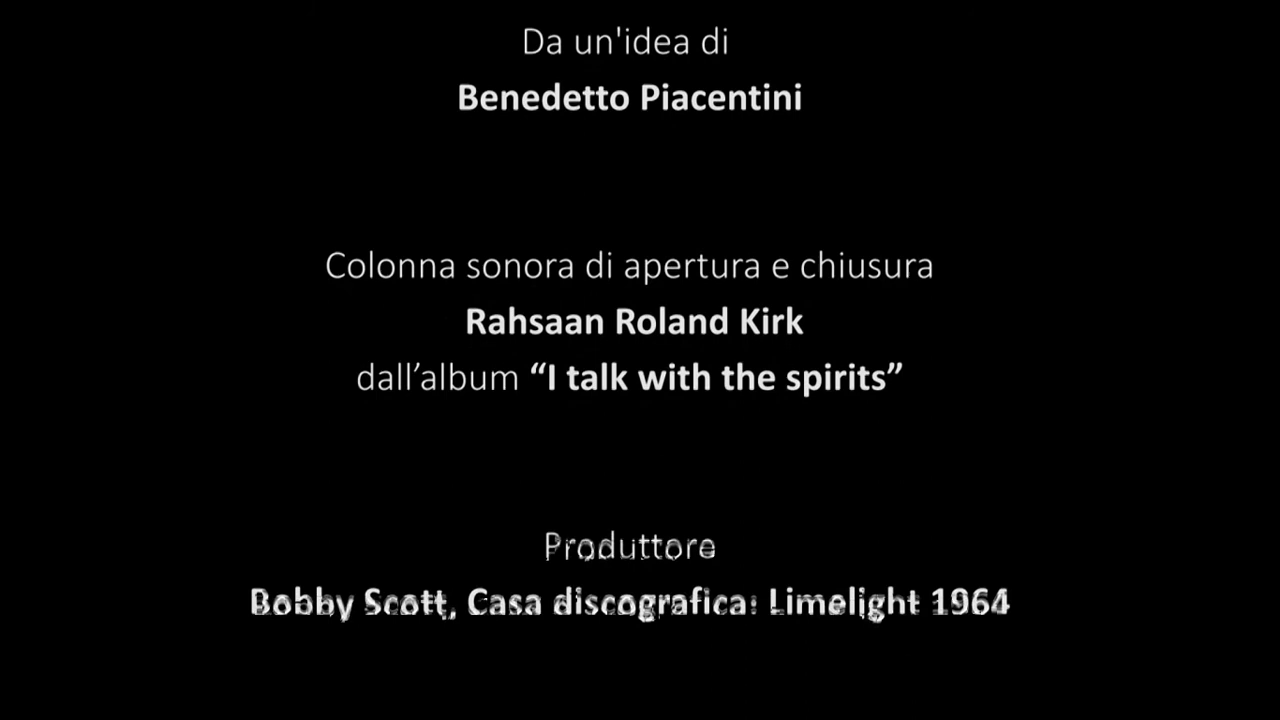 Da un'idea di
Benedetto Piacentini
Colonna sonora di apertura e chiusura
Rahsaan Roland Kirk
dall’album “I talk with the spirits”
Produttore
Bobby Scott, Casa discografica: Limelight 1964